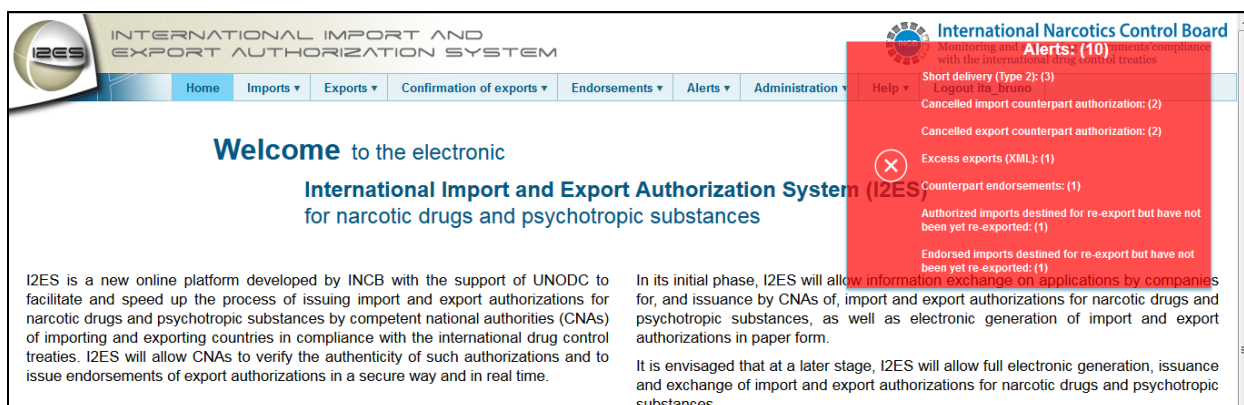 I2ES
INTERNATIONAL IMPORT AND
EXPORT AUTHORIZATION SYSTEM
International Narcotics Control Board
Monitoring and
with the international drug control treaties
Home Imports Exports Confirmation of exports Endorsements Alerts Administration Help Logout ita_bruno
Alerts: (10)
Short delivery (Type 2): (3)
Cancelled import counterpart authorization: (2)
Cancelled export counterpart authorization: (2)
Excess exports (XML): (1)
Counterpart endorsements: (1)
Authorized imports destined for re-export but have not
been yet re-exported: (1)
Endorsed imports destined for re-export but have not
been yet re-exported: (1)
Welcome to the electronic
International Import and Export Authorization System (I2ES)
for narcotic drugs and psychotropic substances
I2ES is a new online platform developed by INCB with the support of UNODC to
facilitate and speed up the process of issuing import and export authorizations for
narcotic drugs and psychotropic substances by competent national authorities (CNAs)
of importing and exporting countries in compliance with the international drug control
treaties. I2ES will allow CNAs to verify the authenticity of such authorizations and to
issue endorsements of export authorizations in a secure way and in real time.
In its initial phase, I2ES will allow information exchange on applications by companies
for, and issuance by CNAs of, import and export authorizations for narcotic drugs and
psychotropic substances, as well as electronic generation of import and export
authorizations in paper form.
It is envisaged that at a later stage, I2ES will allow full electronic generation, issuance
and exchange of import and export authorizations for narcotic drugs and psychotropic
substances